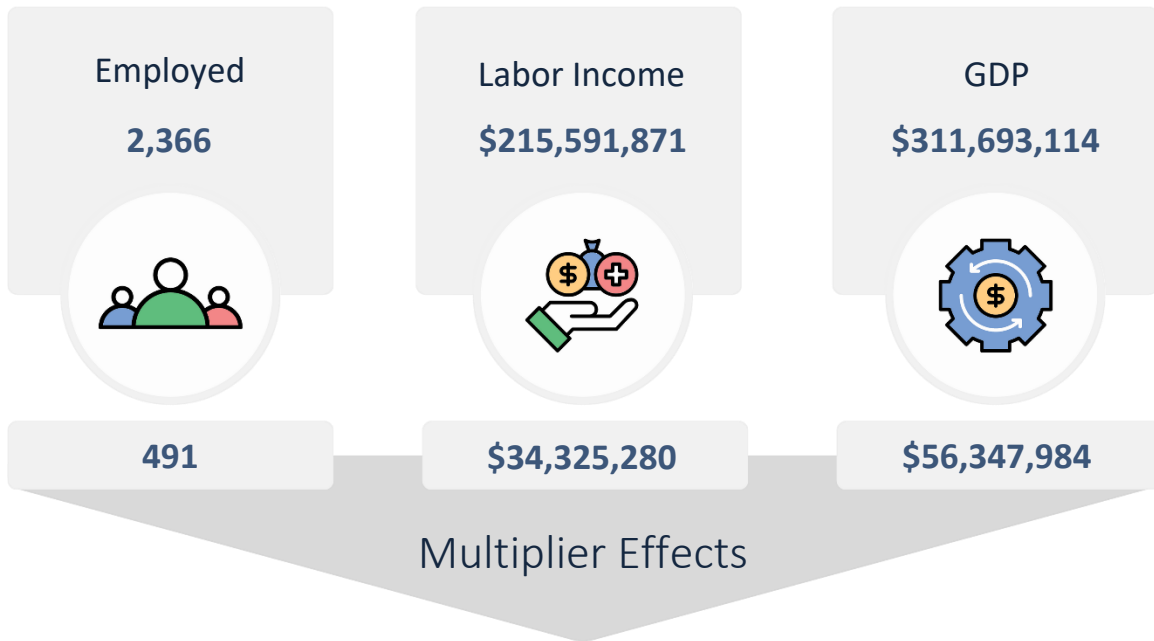 Employed
2,366
Labor Income
$215,591,871
GDP
$311,693,114
491
$34,325,280
$56,347,984
Multiplier Effects